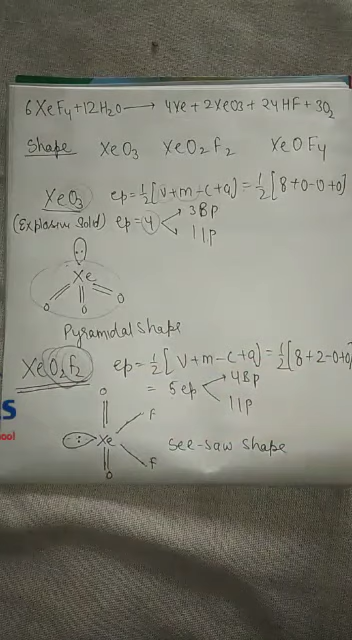 6XeF4+12H2O → 4Xe+2XeO3+24HF+3O2
Shape XeO3 XeO2F2 XeOF4
XeO3 ep=1/2[V+m-c+a)=1/2[8+0-0+0)
(Explosive Solid) ep=4 3Bp
1lp
Xe
O O O
Pyramidal shape
XeO2F2 ep=1/2[V+m-c+a)=1/2[8+2-0+0)
= 5ep 4Bp
1lp
O
F
Xe
See-saw shape
F
O
S
ool